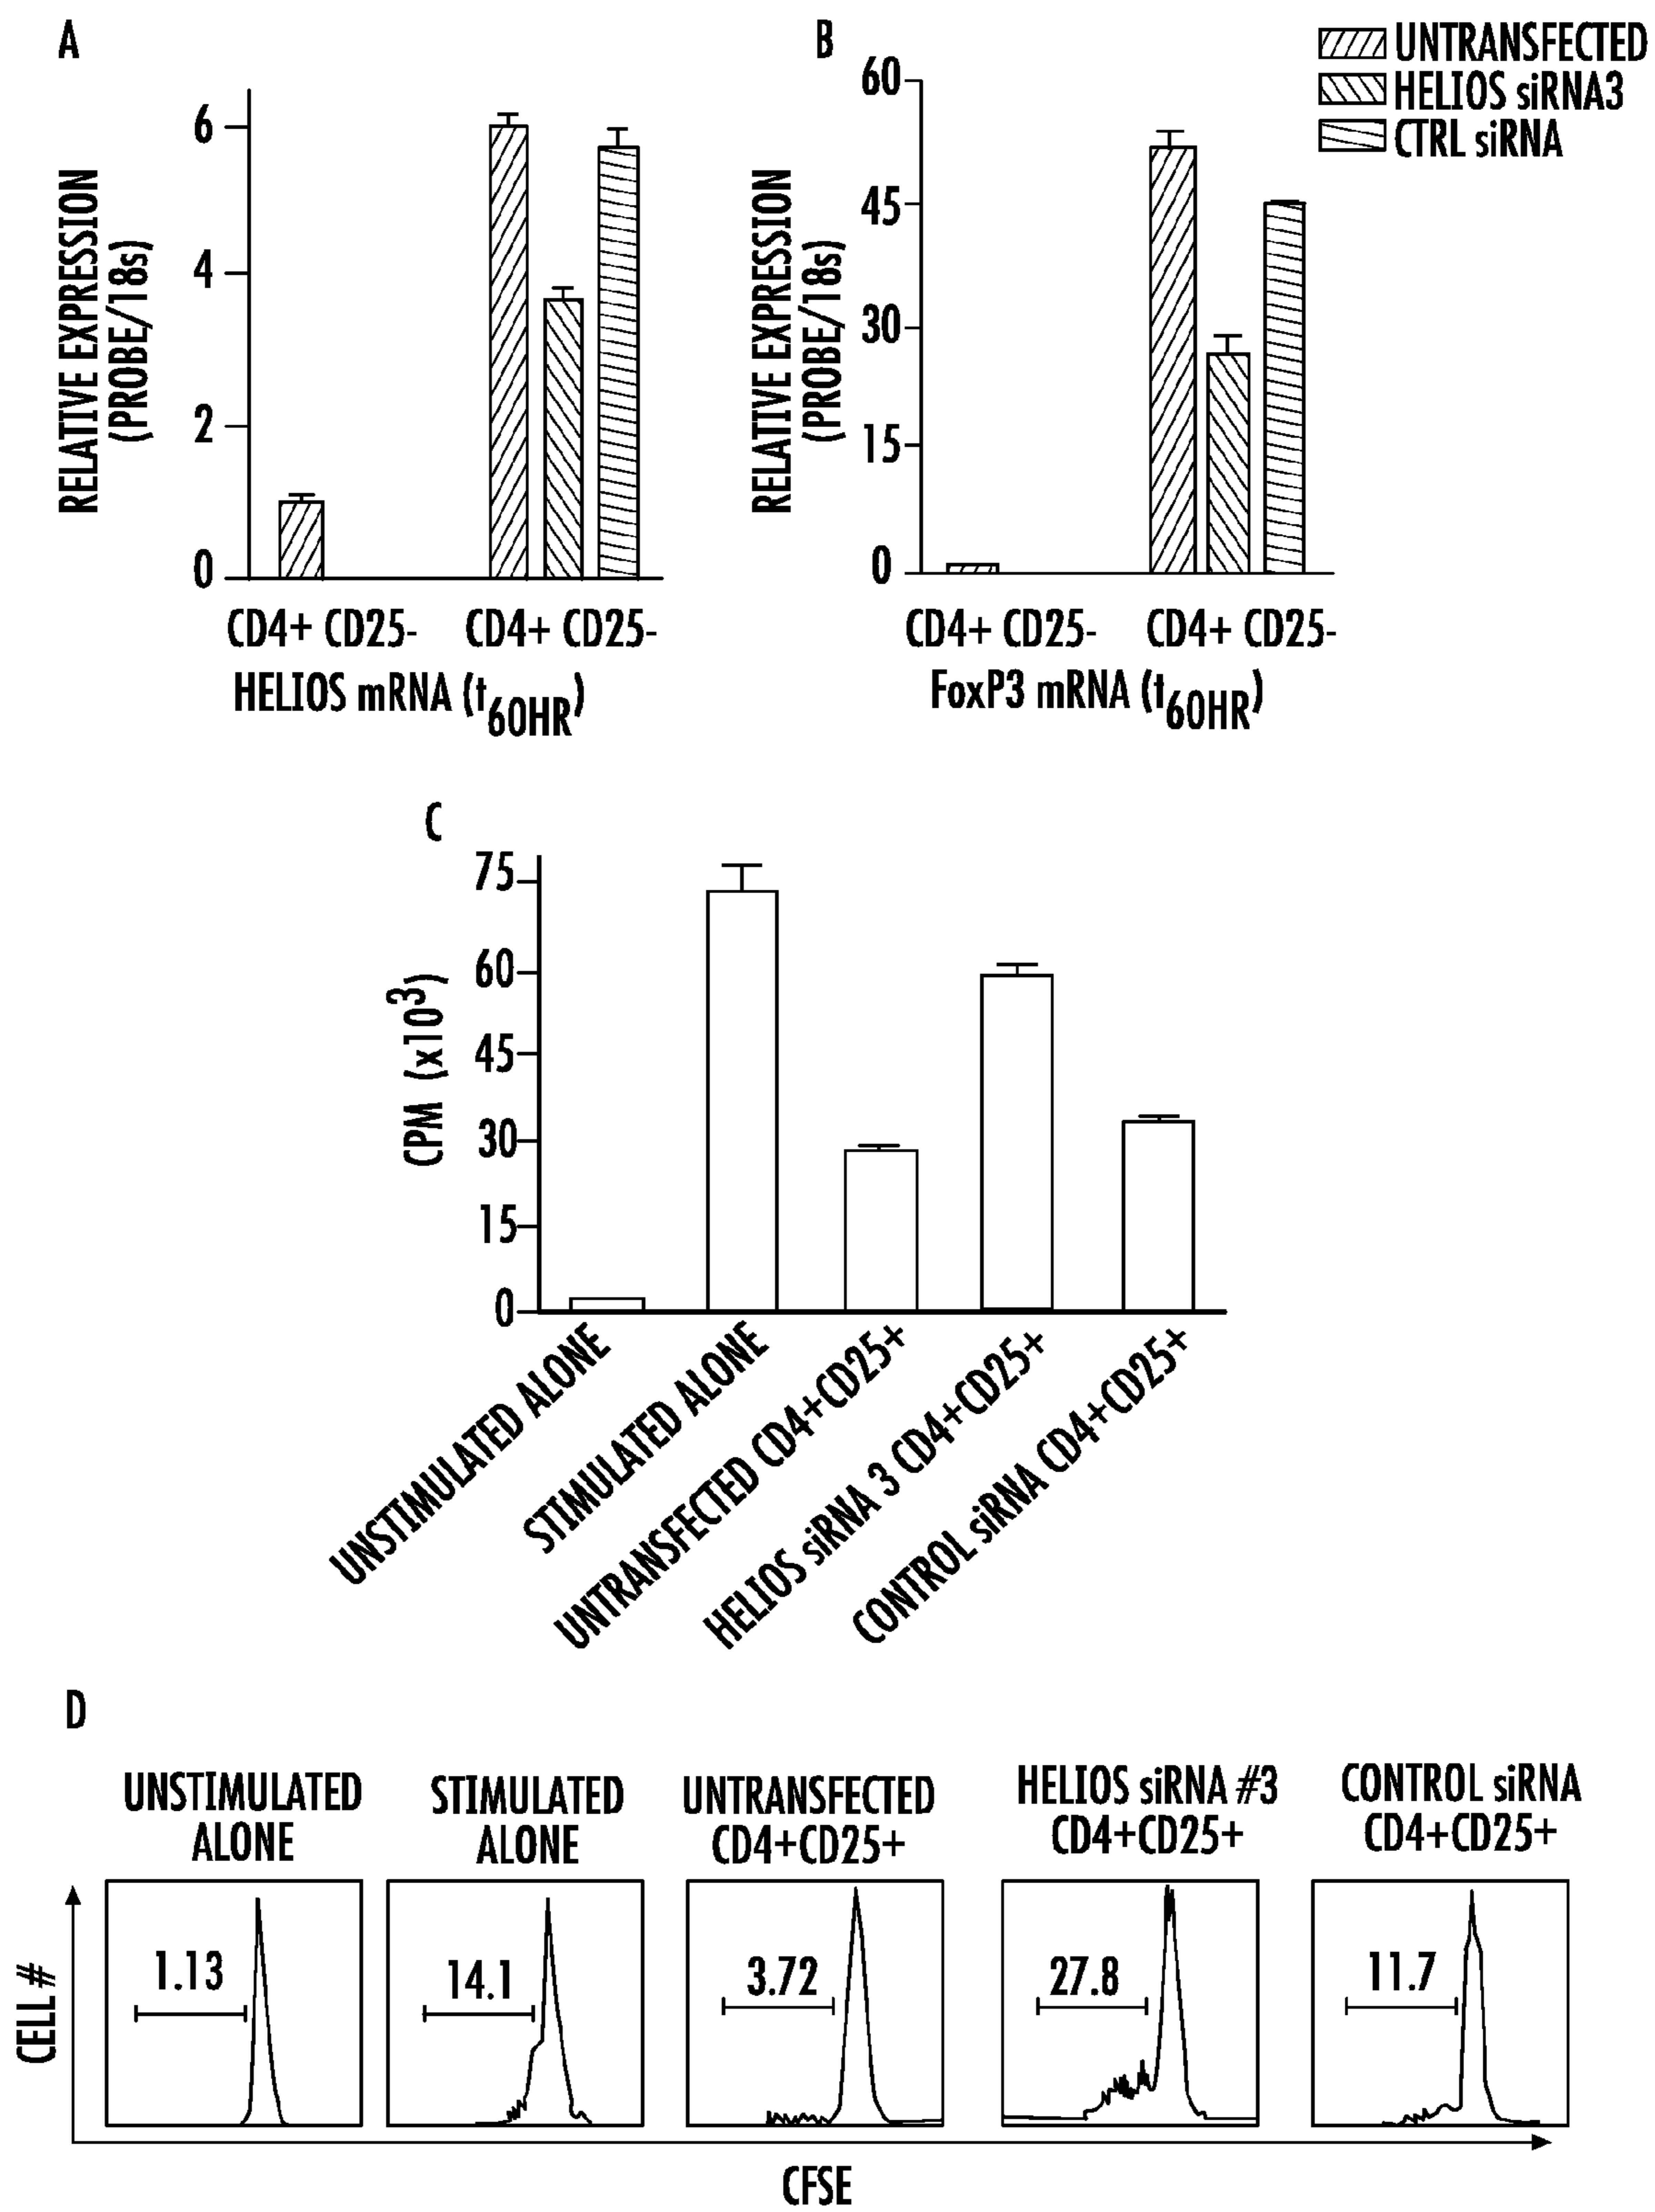 A
B
UNTRANSFECTED
HELIOS siRNA3
CTRL siRNA
RELATIVE EXPRESSION
(PROBE/18s)
6
4
2
0
CD4+ CD25- CD4+ CD25-
HELIOS mRNA (t60HR)
RELATIVE EXPRESSION
(PROBE/18s)
60
45
30
15
0
CD4+ CD25- CD4+ CD25-
FoxP3 mRNA (t60HR)
C
CPM (x10³)
75
60
45
30
15
0
UNSTIMULATED ALONE
STIMULATED ALONE
UNTRANSFECTED CD4+CD25+
HELIOS siRNA 3 CD4+CD25+
CONTROL siRNA CD4+CD25+
D
UNSTIMULATED
ALONE
STIMULATED
ALONE
UNTRANSFECTED
CD4+CD25+
HELIOS siRNA #3
CD4+CD25+
CONTROL siRNA
CD4+CD25+
CELL #
1.13
14.1
3.72
27.8
11.7
CFSE